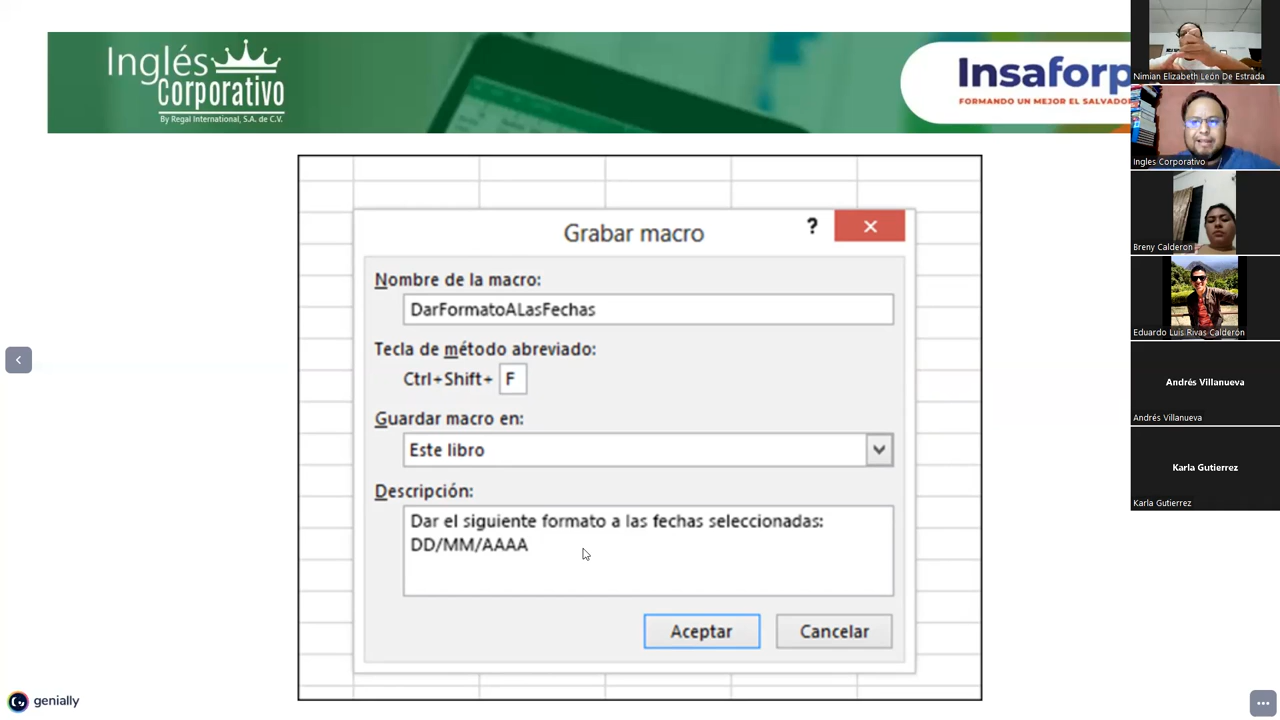 Inglés
Corporativo
By Regal International, S.A. de C.V.
Insaforp
FORMANDO UN MEJOR EL SALVADOR
Grabar macro
?
Nombre de la macro:
DarFormatoALasFechas
Tecla de método abreviado:
Ctrl+Shift+ F
Guardar macro en:
Este libro
Descripción:
Dar el siguiente formato a las fechas seleccionadas:
DD/MM/AAAA
Aceptar Cancelar
genially
Nimian Elizabeth León De Estrada
Ingles Corporativo
Breny Calderon
Eduardo Luis Rivas Calderón
Andrés Villanueva
Andrés Villanueva
Karla Gutierrez
Karla Gutierrez